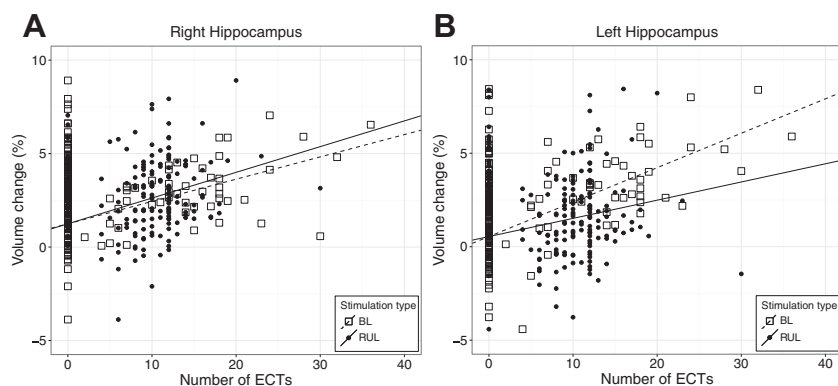 A
Right Hippocampus
Volume change (%)
10
5
0
−5
0
10
20
30
40
Number of ECTs
Stimulation type
BL
RUL
B
Left Hippocampus
Volume change (%)
10
5
0
−5
0
10
20
30
40
Number of ECTs
Stimulation type
BL
RUL